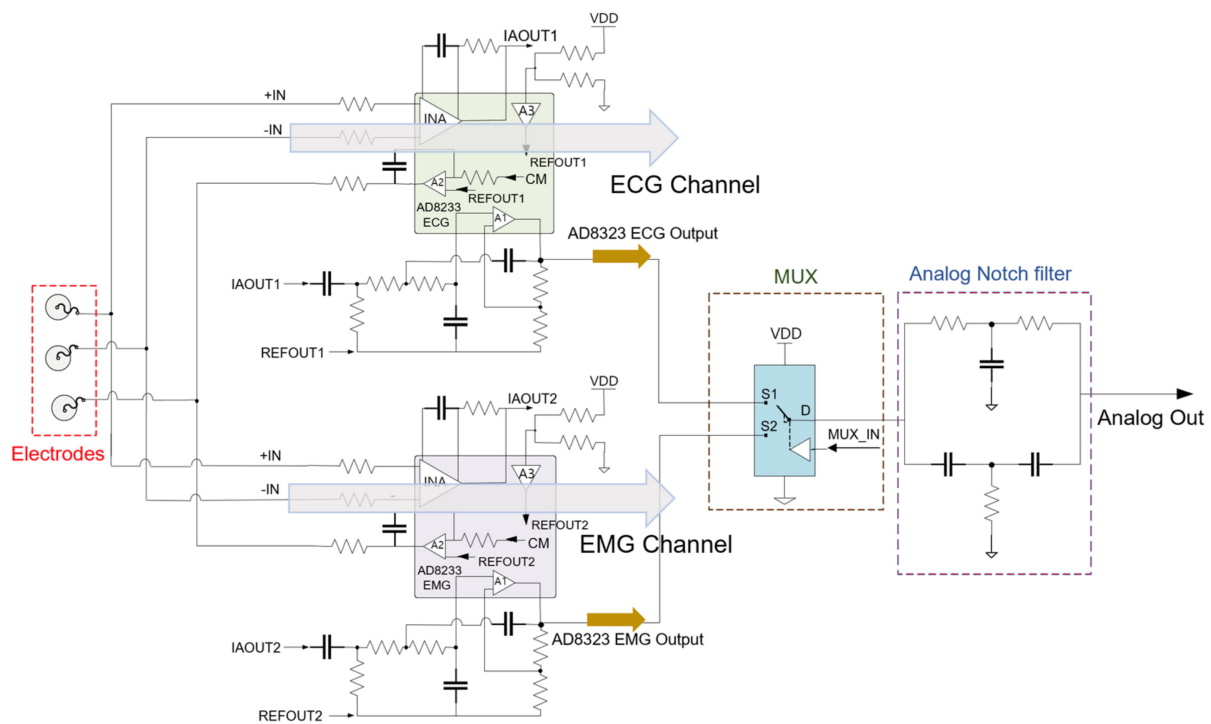 IAOUT1
VDD
+IN
INA
A3
-IN
REFOUT1
ECG Channel
CM
A2
REFOUT1
AD8233
ECG
A1
AD8323 ECG Output
IAOUT1
REFOUT1
Electrodes
MUX
Analog Notch filter
VDD
S1
D
S2
MUX_IN
Analog Out
IAOUT2
VDD
+IN
INA
A3
-IN
REFOUT2
EMG Channel
CM
A2
REFOUT2
AD8233
EMG
A1
AD8323 EMG Output
IAOUT2
REFOUT2